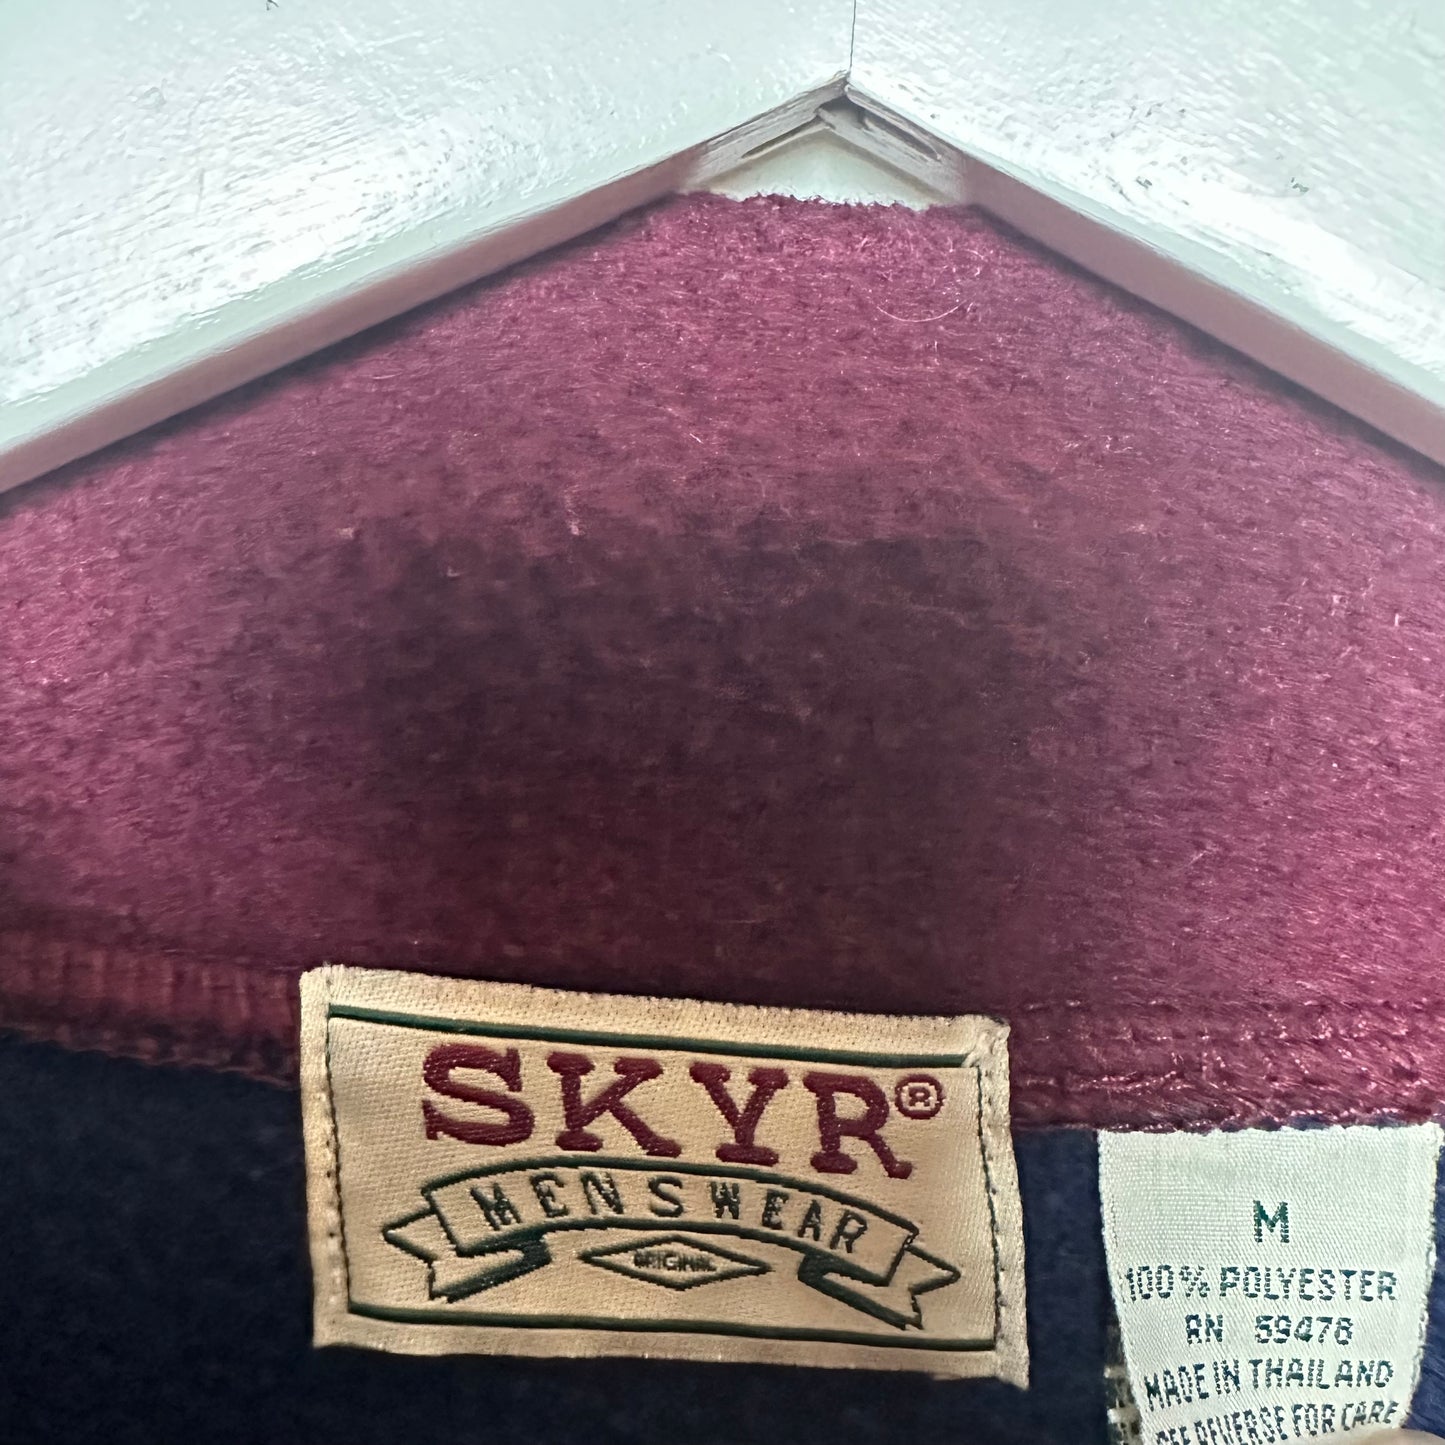 SKYR®
MENSWEAR
ORIGINAL
M
100% POLYESTER
RN 59476
MADE IN THAILAND
SEE REVERSE FOR CARE